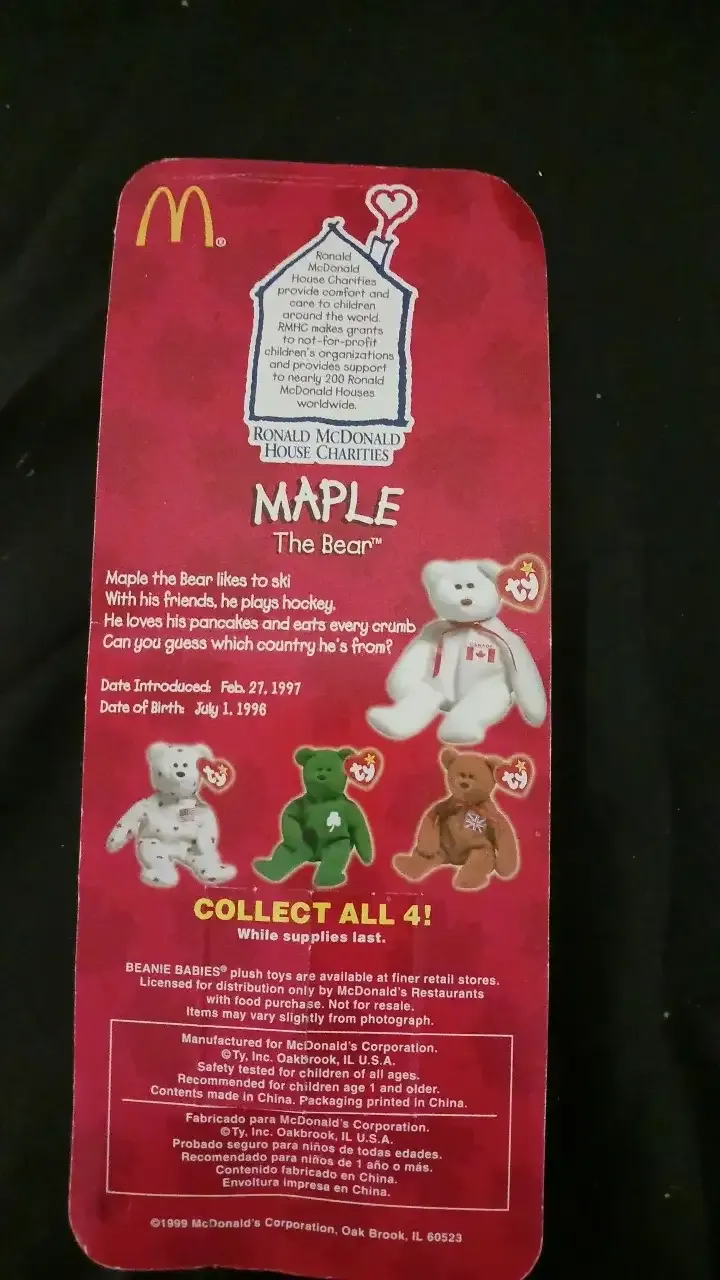 M®
Ronald
McDonald
House Charities
provide comfort and
care to children
around the world.
RMHC makes grants
to not-for-profit
children's organizations
and provides support
to nearly 200 Ronald
McDonald Houses
worldwide.
RONALD MCDONALD
HOUSE CHARITIES
MAPLE
The Bear™
Maple the Bear likes to ski
With his friends, he plays hockey.
He loves his pancakes and eats every crumb
Can you guess which country he's from?
ty
CANADA
Date Introduced: Feb. 27, 1997
Date of Birth: July 1, 1996
ty
ty
ty
COLLECT ALL 4!
While supplies last.
BEANIE BABIES® plush toys are available at finer retail stores.
Licensed for distribution only by McDonald's Restaurants
with food purchase. Not for resale.
Items may vary slightly from photograph.
Manufactured for McDonald's Corporation.
©Ty, Inc. Oakbrook, IL U.S.A.
Safety tested for children of all ages.
Recommended for children age 1 and older.
Contents made in China. Packaging printed in China.
Fabricado para McDonald's Corporation.
©Ty, Inc. Oakbrook, IL U.S.A.
Probado seguro para niños de todas edades.
Recomendado para niños de 1 año o más.
Contenido fabricado en China.
Envoltura impresa en China.
©1999 McDonald's Corporation, Oak Brook, IL 60523